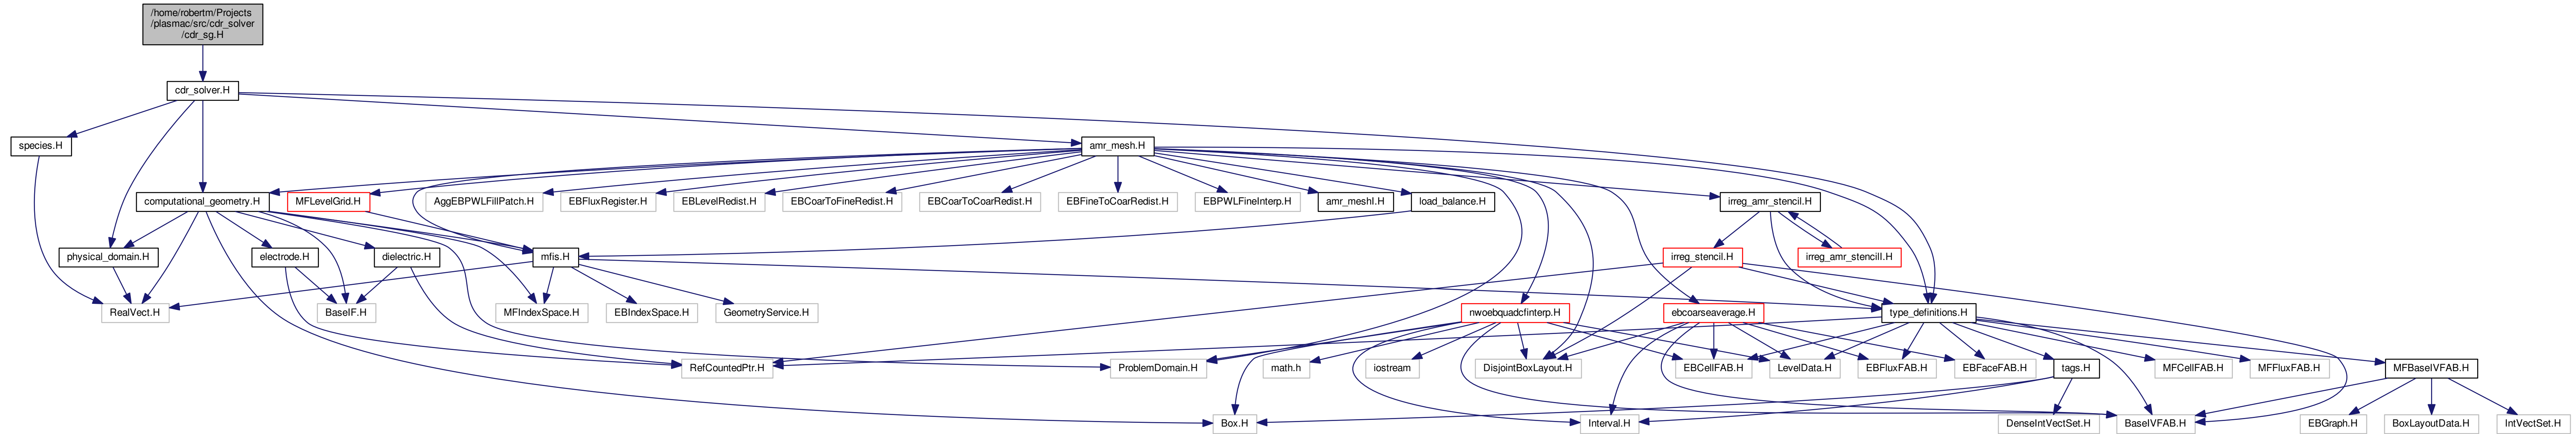 /home/robertm/Projects
/plasmac/src/cdr_solver
/cdr_sg.H
cdr_solver.H
species.H
amr_mesh.H
computational_geometry.H
MFLevelGrid.H
AggEBPWLFillPatch.H
EBFluxRegister.H
EBLevelRedist.H
EBCoarToFineRedist.H
EBCoarToCoarRedist.H
EBFineToCoarRedist.H
EBPWLFineInterp.H
amr_meshI.H
load_balance.H
irreg_amr_stencil.H
physical_domain.H
electrode.H
dielectric.H
mfis.H
irreg_stencil.H
irreg_amr_stencilI.H
RealVect.H
BaseIF.H
MFIndexSpace.H
EBIndexSpace.H
GeometryService.H
nwoebquadcfinterp.H
ebcoarseaverage.H
type_definitions.H
RefCountedPtr.H
ProblemDomain.H
math.h
iostream
DisjointBoxLayout.H
EBCellFAB.H
LevelData.H
EBFluxFAB.H
EBFaceFAB.H
tags.H
MFCellFAB.H
MFFluxFAB.H
MFBaseIVFAB.H
Box.H
Interval.H
DenseIntVectSet.H
BaseIVFAB.H
EBGraph.H
BoxLayoutData.H
IntVectSet.H